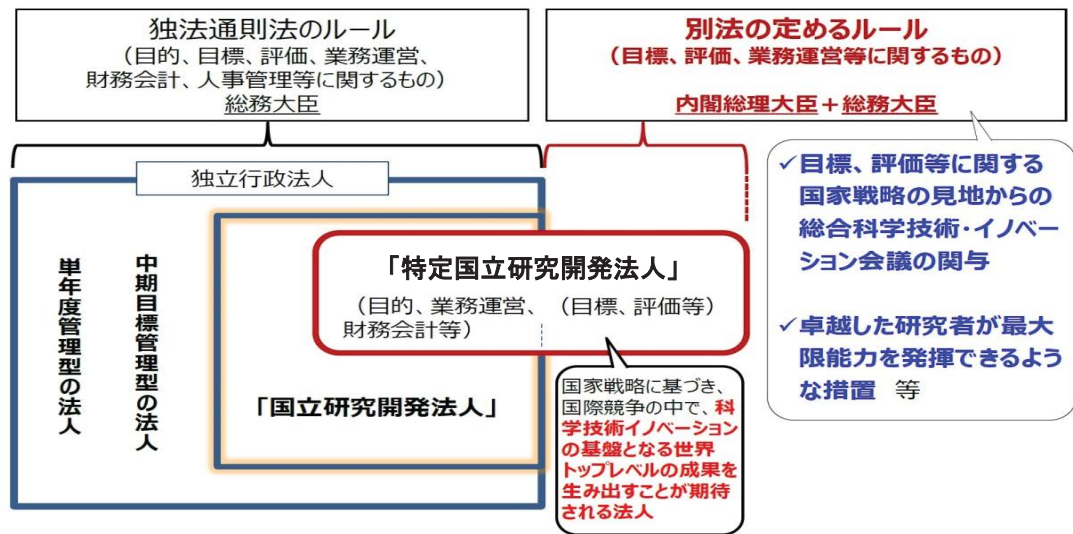 独法通則法のルール
(目的、目標、評価、業務運営、
財務会計、人事管理等に関するもの)
総務大臣
別法の定めるルール
(目標、評価、業務運営等に関するもの)
内閣総理大臣+総務大臣
✓目標、評価等に関する
国家戦略の見地からの
総合科学技術・イノベー
ション会議の関与
✓卓越した研究者が最大
限能力を発揮できるよう
な措置 等
独立行政法人
単年度管理型の法人
中期目標管理型の法人
「特定国立研究開発法人」
(目的、業務運営、 (目標、評価等)
財務会計等)
「国立研究開発法人」
国家戦略に基づき、
国際競争の中で、科
学技術イノベーション
の基盤となる世界
トップレベルの成果を
生み出すことが期待
される法人